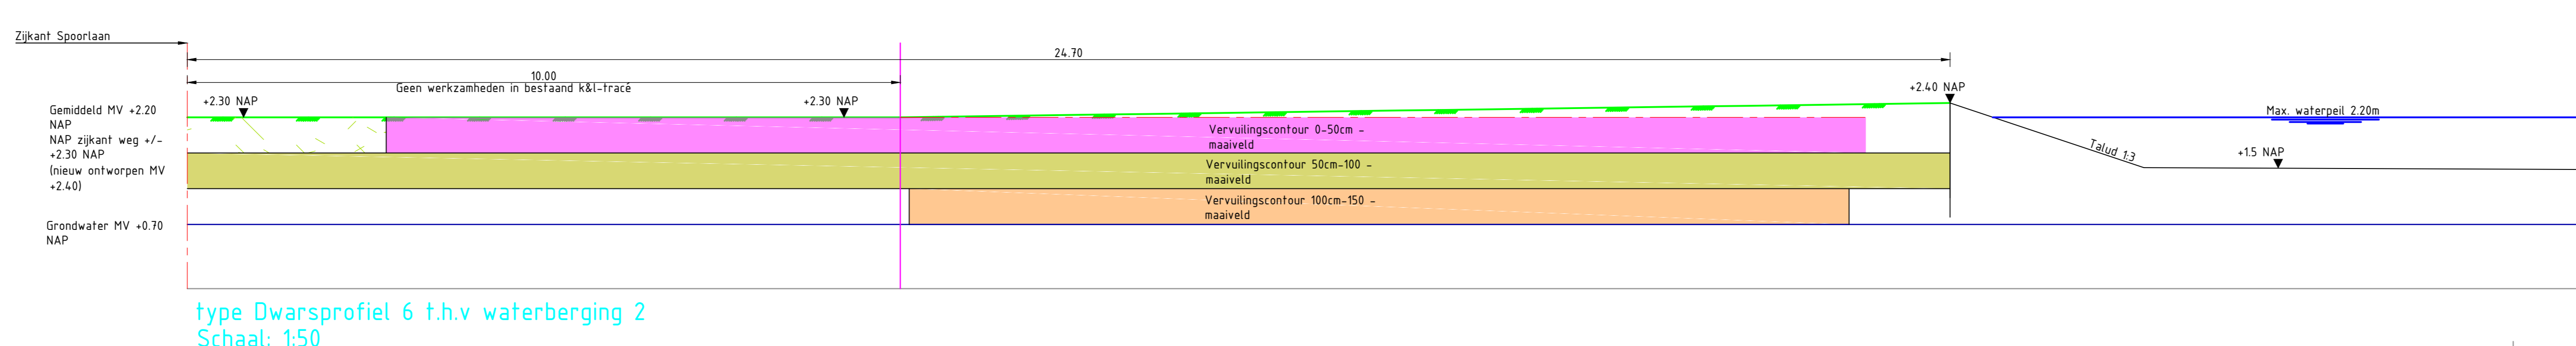 Zijkant Spoorlaan
24.70
10.00
Geen werkzamheden in bestaand k&l-tracé
+2.30 NAP
+2.30 NAP
+2.40 NAP
Gemiddeld MV +2.20
NAP
NAP zijkant weg +/-
+2.30 NAP
(nieuw ontworpen MV
+2.40)
Vervuilingscontour 0-50cm -
maaiveld
Vervuilingscontour 50cm-100 -
maaiveld
Vervuilingscontour 100cm-150 -
maaiveld
Talud 1:3
Max. waterpeil 2.20m
+1.5 NAP
Grondwater MV +0.70
NAP
type Dwarsprofiel 6 t.h.v waterberging 2
Schaal: 1:50